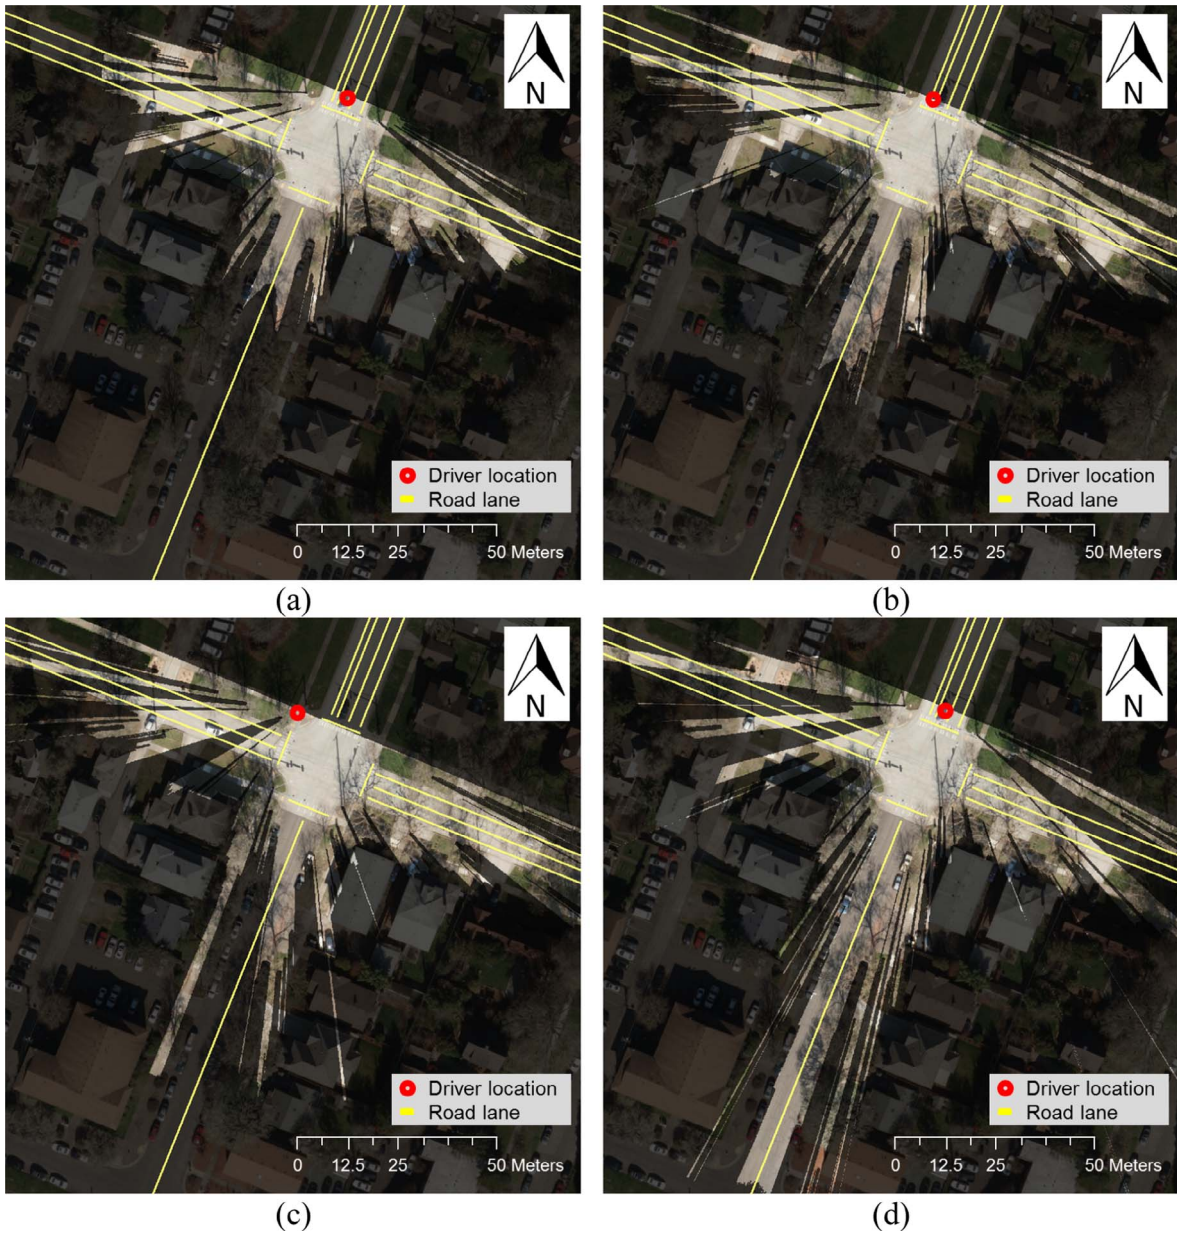 N
N
Driver location
Road lane
0 12.5 25 50 Meters
Driver location
Road lane
0 12.5 25 50 Meters
(a)
(b)
N
N
Driver location
Road lane
0 12.5 25 50 Meters
Driver location
Road lane
0 12.5 25 50 Meters
(c)
(d)